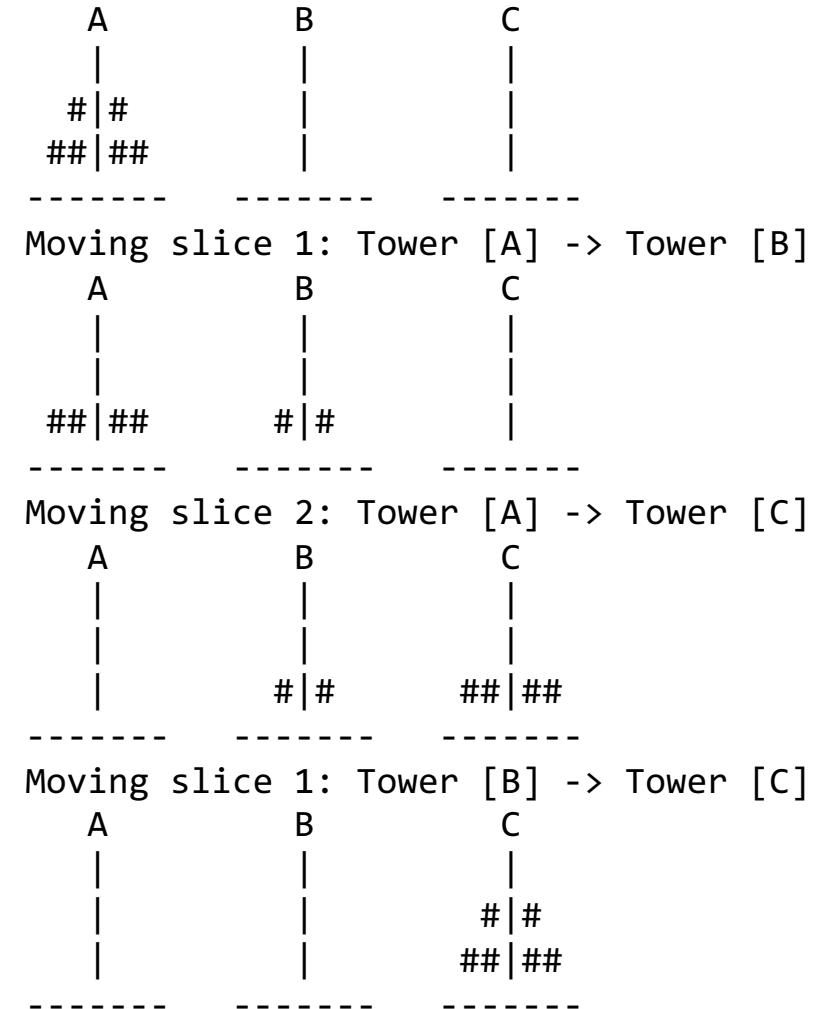 A         B         C
   |         |         |
  #|#        |         |
 ##|##       |         |
-------   -------   -------
Moving slice 1: Tower [A] -> Tower [B]
   A         B         C
   |         |         |
   |         |         |
 ##|##      #|#        |
-------   -------   -------
Moving slice 2: Tower [A] -> Tower [C]
   A         B         C
   |         |         |
   |         |         |
   |        #|#      ##|##
-------   -------   -------
Moving slice 1: Tower [B] -> Tower [C]
   A         B         C
   |         |         |
   |         |        #|#
   |         |       ##|##
-------   -------   -------